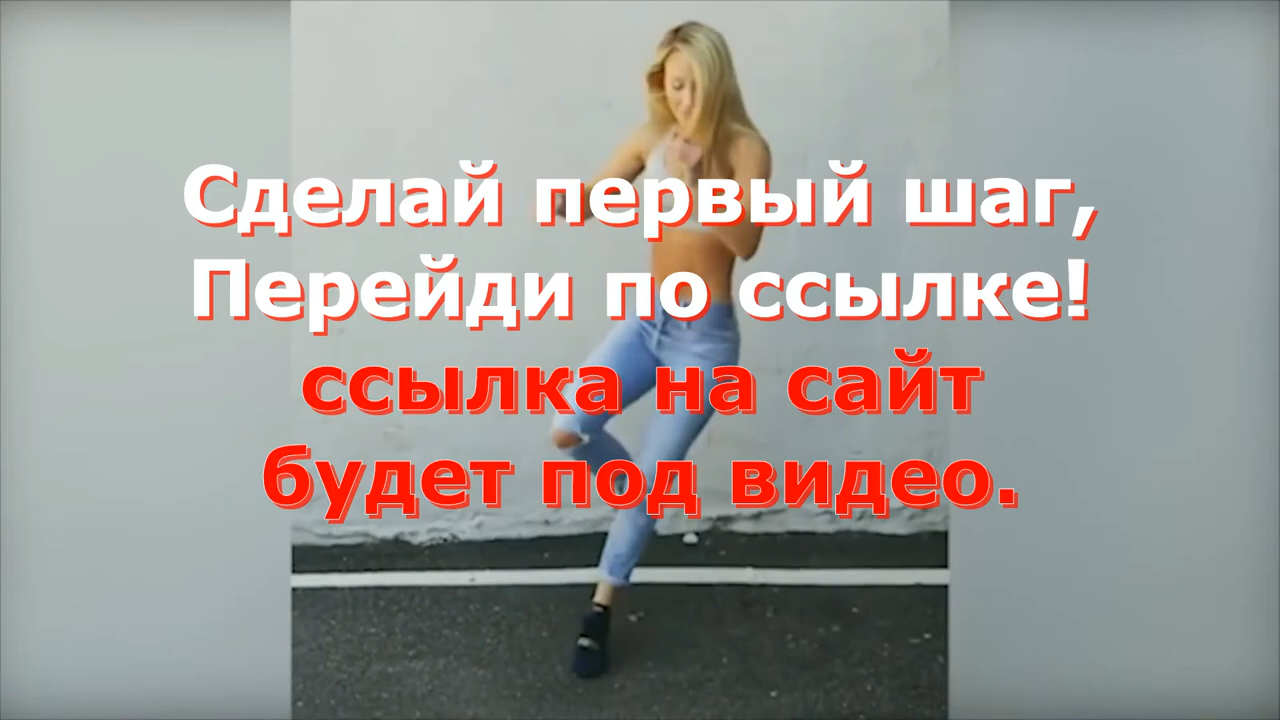 Сделай первый шаг,
Перейди по ссылке!
ссылка на сайт
будет под видео.